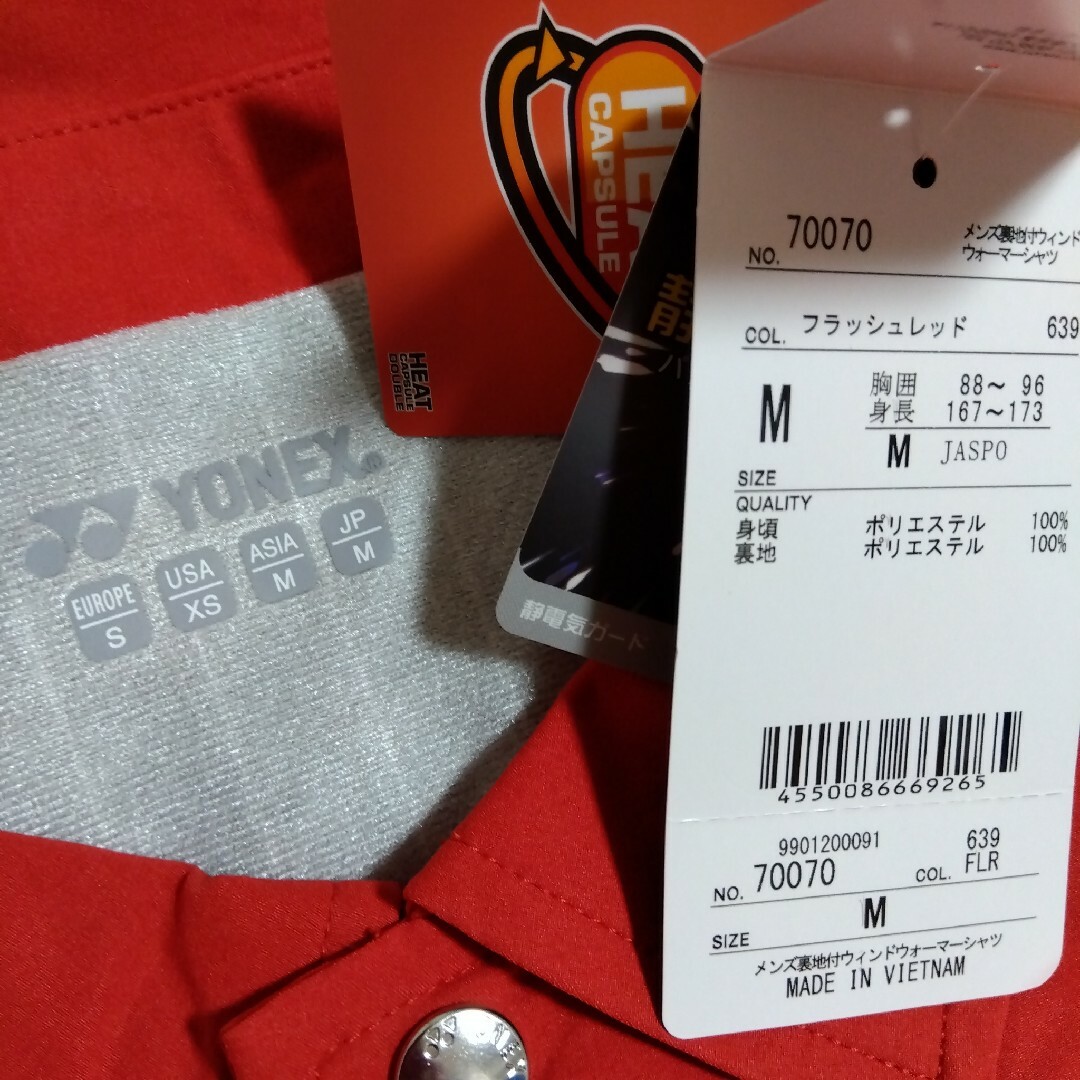 HEAT
CAPSULE
HEAT
CAPSULE
DOUBLE
静電気ガード
YONEX®
EUROPE
S
USA
XS
ASIA
M
JP
M
NO. 70070 メンズ裏地付ウィンド
ウォーマーシャツ
COL. フラッシュレッド 639
M 胸囲 88〜 96
身長 167〜173
M JASPO
SIZE
QUALITY
身頃 ポリエステル 100%
裏地 ポリエステル 100%
4550086669265
9901200091 639
NO. 70070 COL. FLR
SIZE M
メンズ裏地付ウィンドウォーマーシャツ
MADE IN VIETNAM